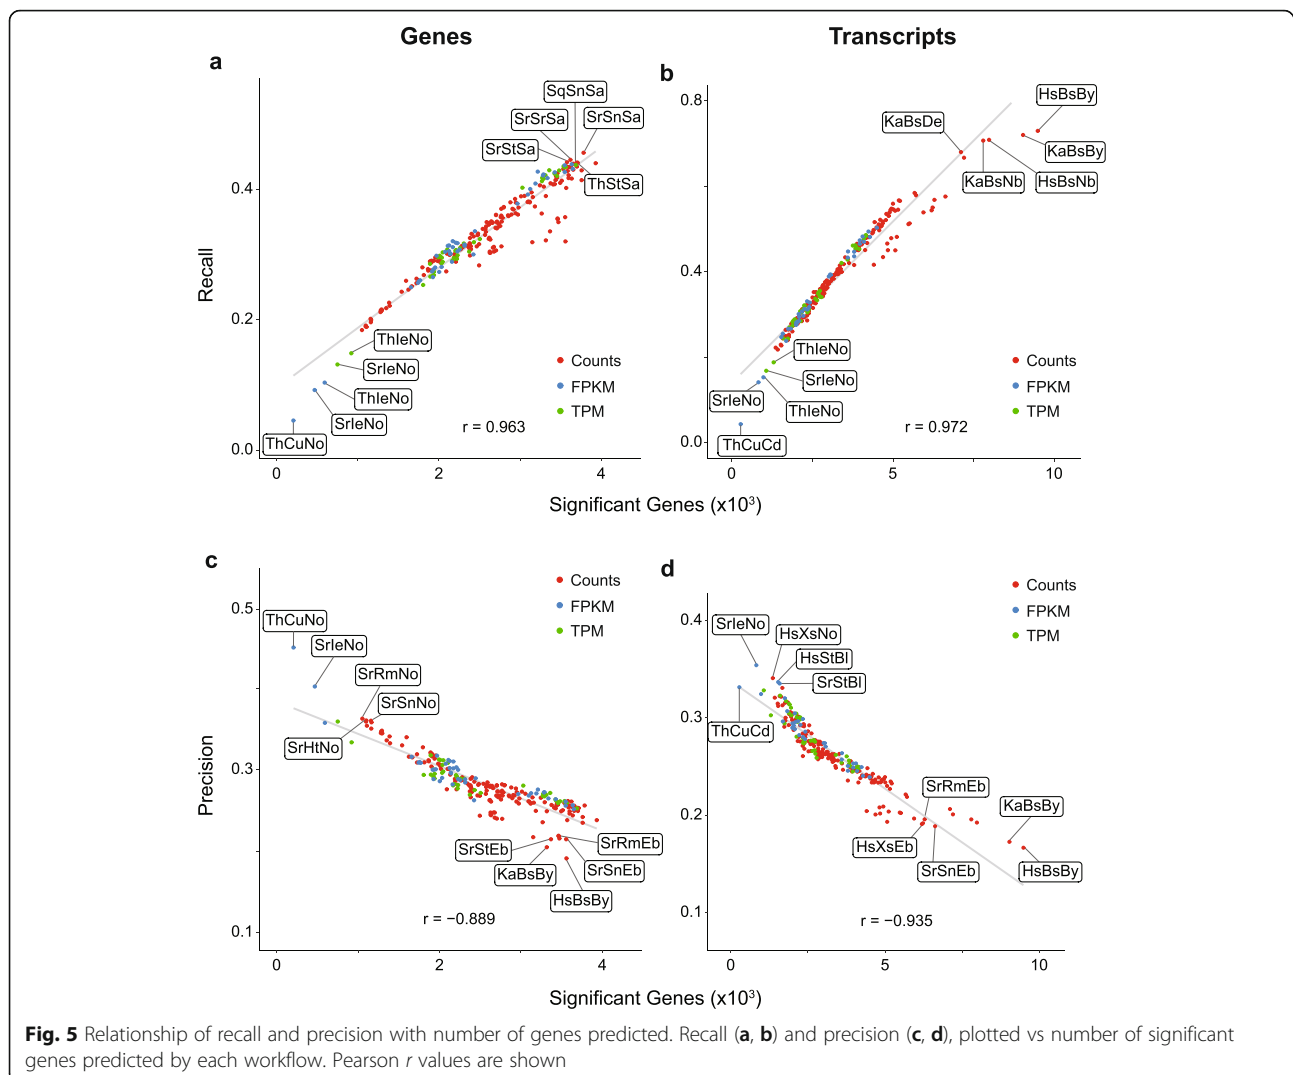 Genes
Transcripts
a
SqSnSa
SrSrSa
SrSnSa
SrStSa
ThStSa
0.4
0.2
0.0
Recall
ThIeNo
SrIeNo
ThIeNo
SrIeNo
ThCuNo
Counts
FPKM
TPM
r = 0.963
0
2
4
b
0.8
0.4
0.0
HsBsBy
KaBsDe
KaBsBy
KaBsNb
HsBsNb
ThIeNo
SrIeNo
SrIeNo
ThIeNo
ThCuCd
Counts
FPKM
TPM
r = 0.972
0
5
10
Significant Genes (x10³)
c
0.5
0.3
0.1
Precision
ThCuNo
SrIeNo
SrRmNo
SrSnNo
SrHtNo
Counts
FPKM
TPM
SrStEb
SrRmEb
KaBsBy
SrSnEb
HsBsBy
r = −0.889
0
2
4
d
0.4
0.3
0.2
0.1
SrIeNo
HsXsNo
HsStBl
SrStBl
ThCuCd
Counts
FPKM
TPM
SrRmEb
KaBsBy
HsXsEb
SrSnEb
HsBsBy
r = −0.935
0
5
10
Significant Genes (x10³)
Fig. 5 Relationship of recall and precision with number of genes predicted. Recall (a, b) and precision (c, d), plotted vs number of significant
genes predicted by each workflow. Pearson r values are shown